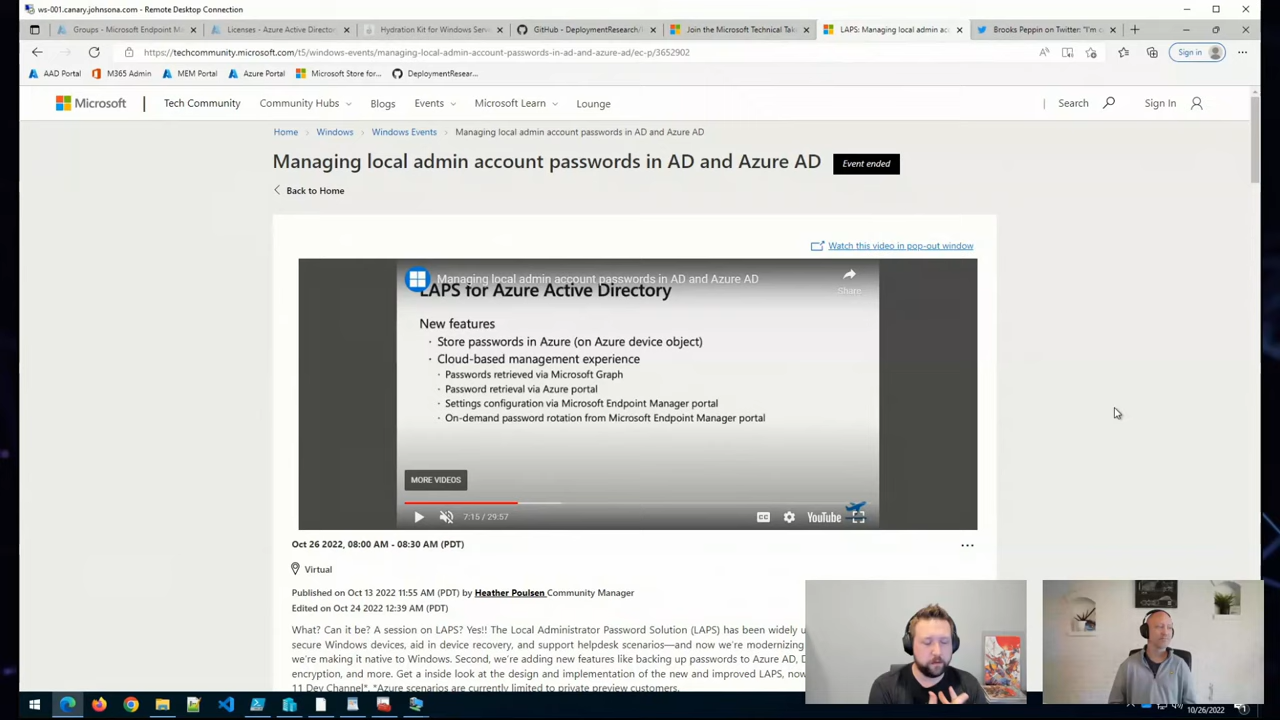 ws-001.canary.johnsona.com - Remote Desktop Connection
Groups - Microsoft Endpoint M
Licenses - Azure Active Directory
Hydration Kit for Windows Serv
GitHub - DeploymentResearch/
Join the Microsoft Technical Tak
LAPS: Managing local admin acc
Brooks Peppin on Twitter: "I'm c
https://techcommunity.microsoft.com/t5/windows-events/managing-local-admin-account-passwords-in-ad-and-azure-ad/ec-p/3652902
Sign in
AAD Portal
M365 Admin
MEM Portal
Azure Portal
Microsoft Store for...
DeploymentResear...
Microsoft
Tech Community
Community Hubs
Blogs
Events
Microsoft Learn
Lounge
Search
Sign In
Home
Windows
Windows Events
Managing local admin account passwords in AD and Azure AD
Managing local admin account passwords in AD and Azure AD
Event ended
Back to Home
Watch this video in pop-out window
Managing local admin account passwords in AD and Azure AD
Share
LAPS for Azure Active Directory
New features
· Store passwords in Azure (on Azure device object)
· Cloud-based management experience
· Passwords retrieved via Microsoft Graph
· Password retrieval via Azure portal
· Settings configuration via Microsoft Endpoint Manager portal
· On-demand password rotation from Microsoft Endpoint Manager portal
MORE VIDEOS
7:15 / 29:57
CC
YouTube
Oct 26 2022, 08:00 AM - 08:30 AM (PDT)
Virtual
Published on Oct 13 2022 11:55 AM (PDT) by Heather Poulsen Community Manager
Edited on Oct 24 2022 12:39 AM (PDT)
What? Can it be? A session on LAPS? Yes!! The Local Administrator Password Solution (LAPS) has been widely u
secure Windows devices, aid in device recovery, and support helpdesk scenarios—and now we're modernizing
we're making it native to Windows. Second, we're adding new features like backing up passwords to Azure AD, D
encryption, and more. Get a inside look at the design and implementation of the new and improved LAPS, now
11 Dev Channel*. *Azure scenarios are currently limited to private preview customers.
10/26/2022